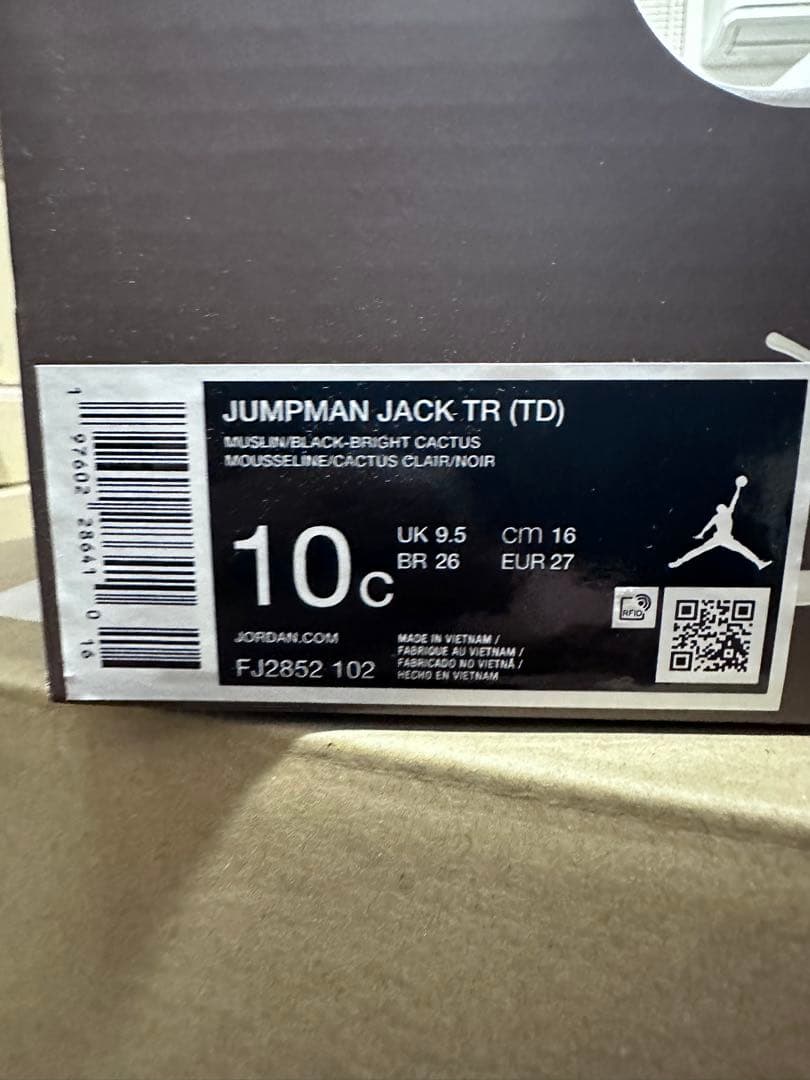 1 97602 28641 0 16
JUMPMAN JACK TR (TD)
MUSLIN/BLACK-BRIGHT CACTUS
MOUSSELINE/CACTUS CLAIR/NOIR
10c
UK 9.5 cm 16
BR 26 EUR 27
RFID
JORDAN.COM
FJ2852 102
MADE IN VIETNAM /
FABRIQUE AU VIETNAM /
FABRICADO NO VIETNÃ /
HECHO EN VIETNAM